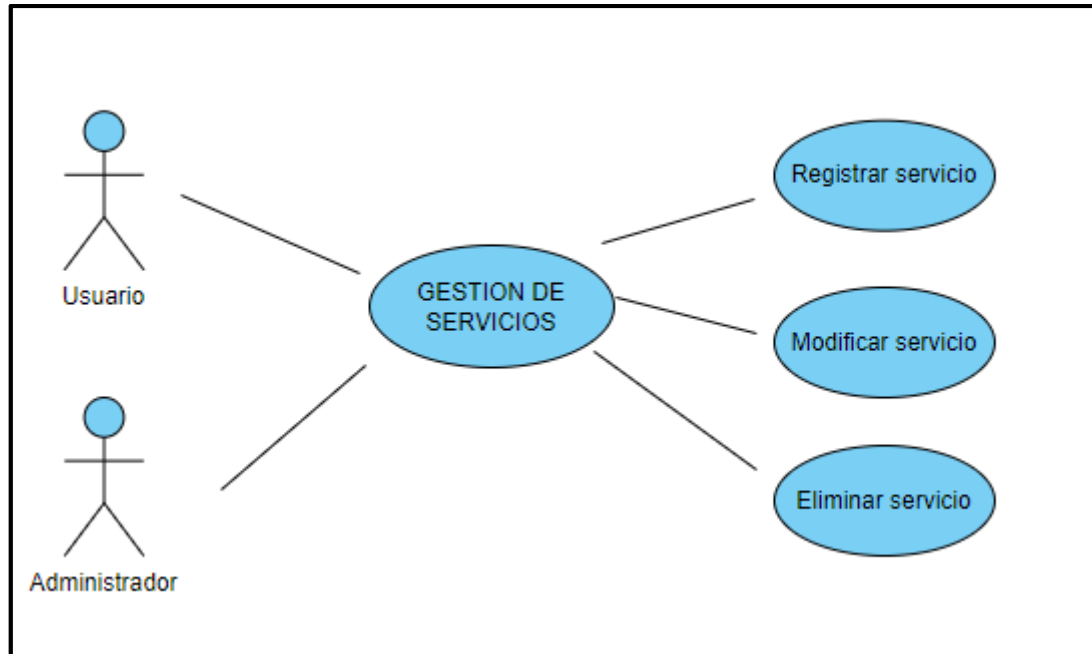 Usuario
Administrador
GESTION DE
SERVICIOS
Registrar servicio
Modificar servicio
Eliminar servicio